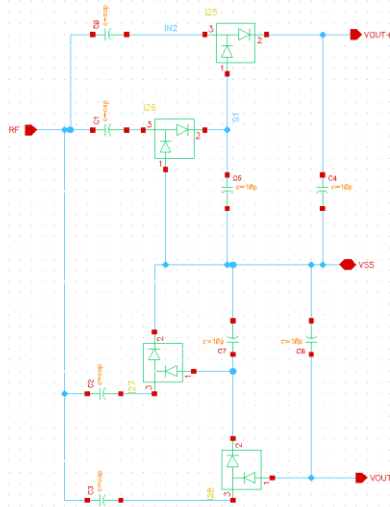 C0
c=cap
IN2
I25
3
2
1
VOUT+
RF
C1
c=cap
I26
3
2
1
S1
C5
c=10p
C4
c=10p
VSS
2
1
3
I27
C7
c=10p
C6
c=10p
C2
c=cap
2
1
3
I28
C3
c=cap
VOUT